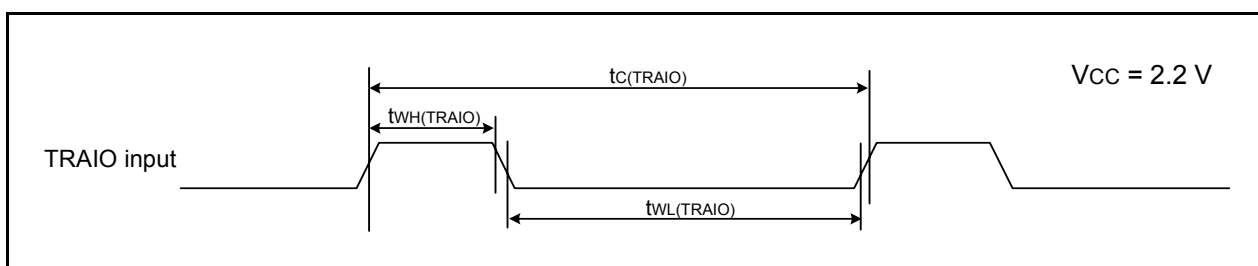 tC(TRAIO)
VCC = 2.2 V
tWH(TRAIO)
TRAIO input
tWL(TRAIO)